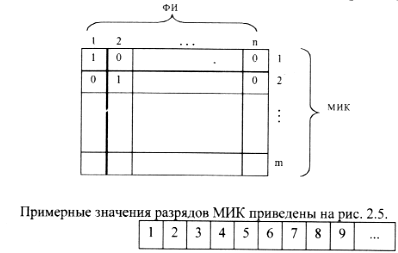 ФИ
1 2 ... n
1 0 0 1
0 1 0 2
⋮
МИК
m
Примерные значения разрядов МИК приведены на рис. 2.5.
1 2 3 4 5 6 7 8 9 ...